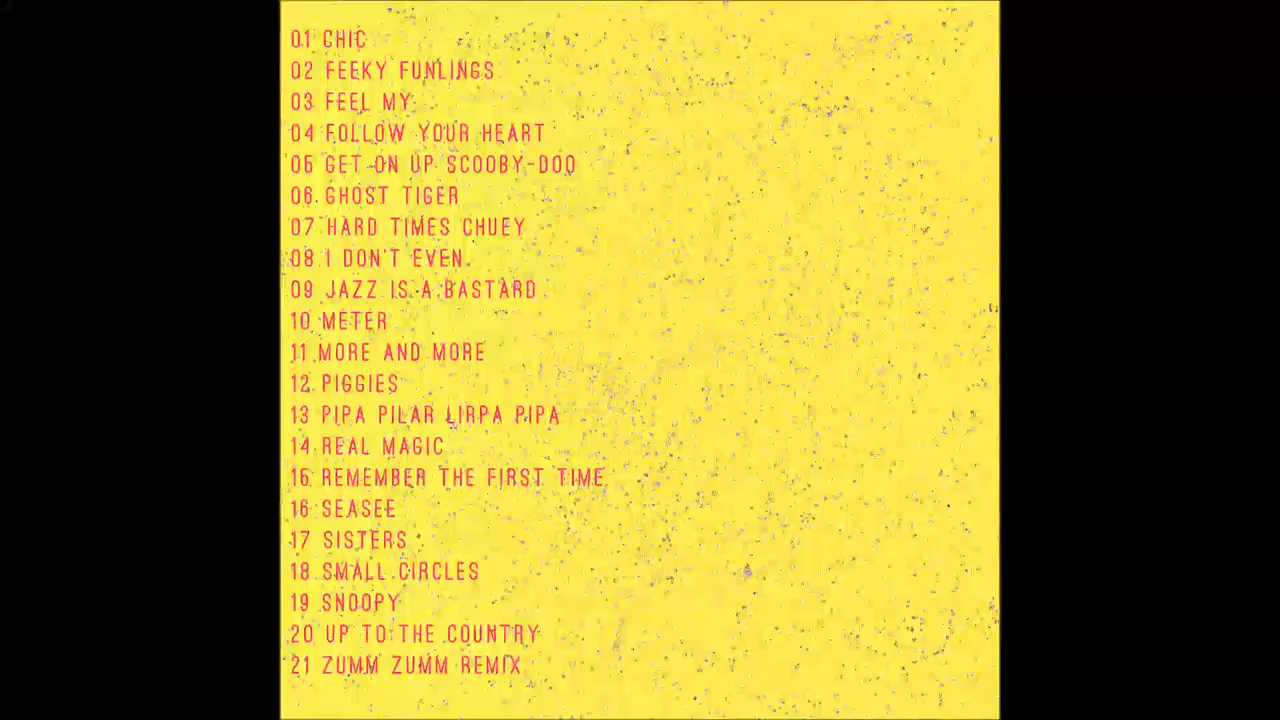 01 CHIC
02 FEEKY FUNLINGS
03 FEEL MY
04 FOLLOW YOUR HEART
05 GET ON UP SCOOBY-DOO
06 GHOST TIGER
07 HARD TIMES CHUEY
08 I DON'T EVEN
09 JAZZ IS A BASTARD
10 METER
11 MORE AND MORE
12 PIGGIES
13 PIPA PILAR LIRPA PIPA
14 REAL MAGIC
15 REMEMBER THE FIRST TIME
16 SEASEE
17 SISTERS
18 SMALL CIRCLES
19 SNOOPY
20 UP TO THE COUNTRY
21 ZUMM ZUMM REMIX